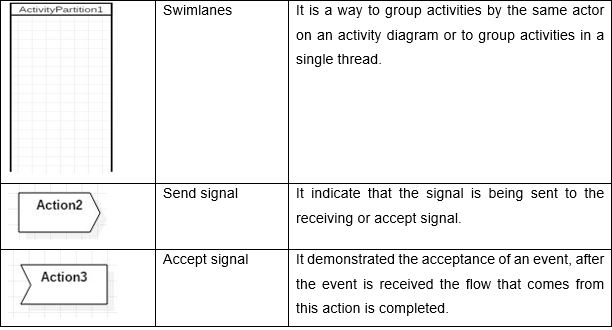 ActivityPartition1
Swimlanes
It is a way to group activities by the same actor
on an activity diagram or to group activities in a
single thread.
Action2
Send signal
It indicate that the signal is being sent to the
receiving or accept signal.
Action3
Accept signal
It demonstrated the acceptance of an event, after
the event is received the flow that comes from
this action is completed.